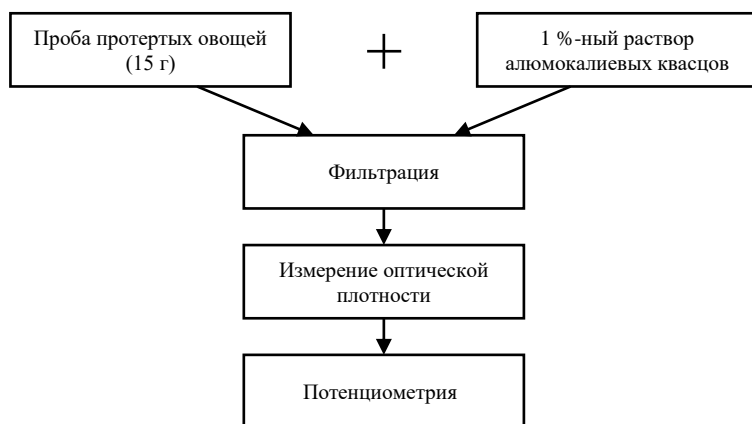 Проба протертых овощей
(15 г)
+
1 %-ный раствор
алюмокалиевых квасцов
Фильтрация
Измерение оптической
плотности
Потенциометрия